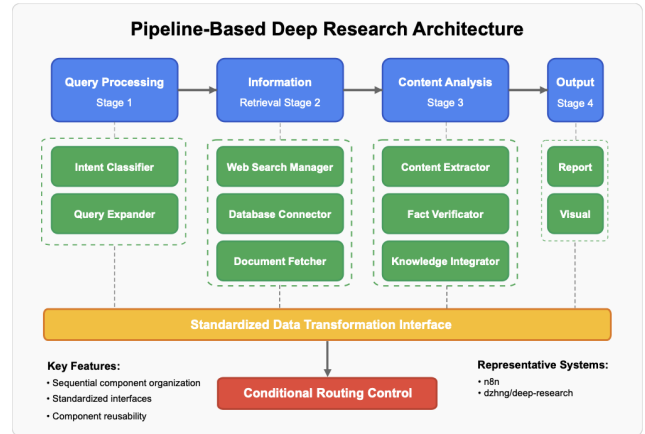 Pipeline-Based Deep Research Architecture
Query Processing
Stage 1
Information
Retrieval Stage 2
Content Analysis
Stage 3
Output
Stage 4
Intent Classifier
Query Expander
Web Search Manager
Database Connector
Document Fetcher
Content Extractor
Fact Verificator
Knowledge Integrator
Report
Visual
Standardized Data Transformation Interface
Key Features:
• Sequential component organization
• Standardized interfaces
• Component reusability
Conditional Routing Control
Representative Systems:
• n8n
• dzhng/deep-research